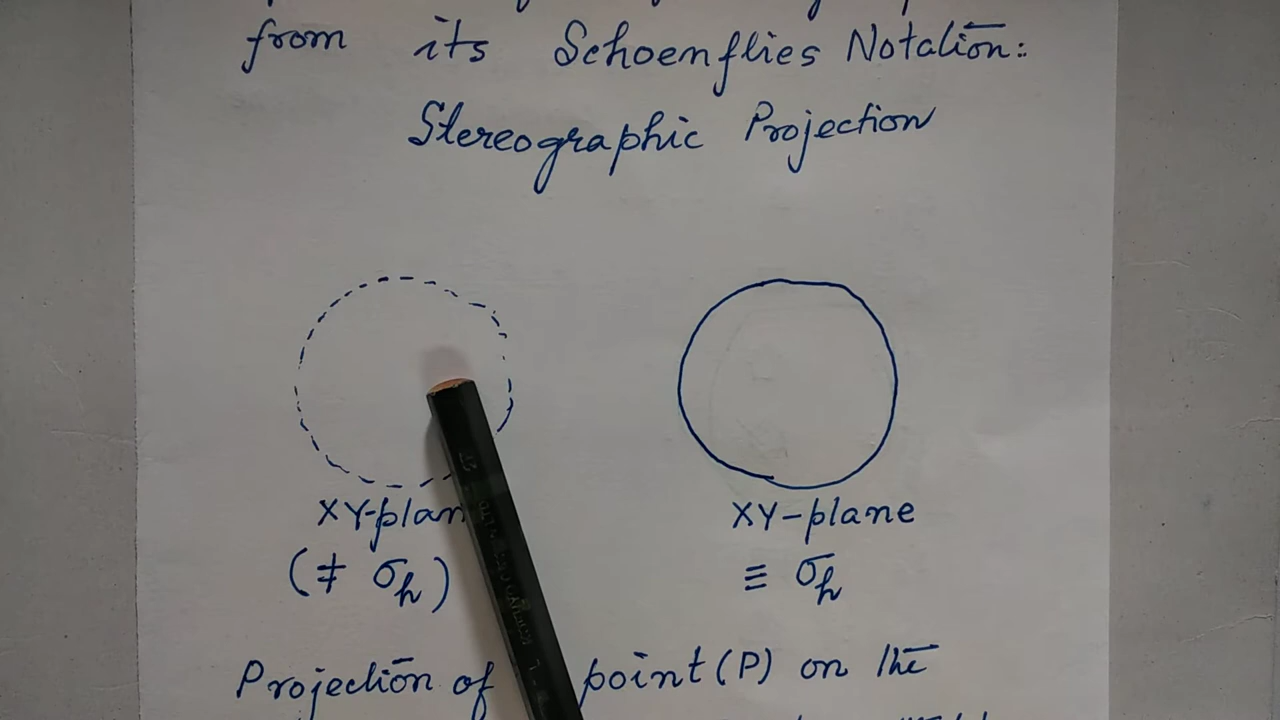 from its Schoenflies Notation:
Stereographic Projection
XY-plan
(≠ σh)
XY-plane
≡ σh
Projection of point (P) on the